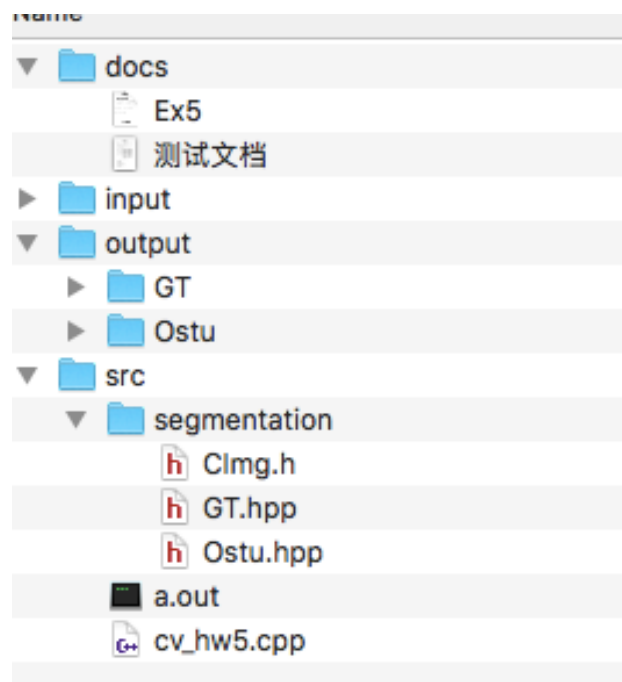 Name
docs
Ex5
测试文档
input
output
GT
Ostu
src
segmentation
CImg.h
GT.hpp
Ostu.hpp
a.out
cv_hw5.cpp